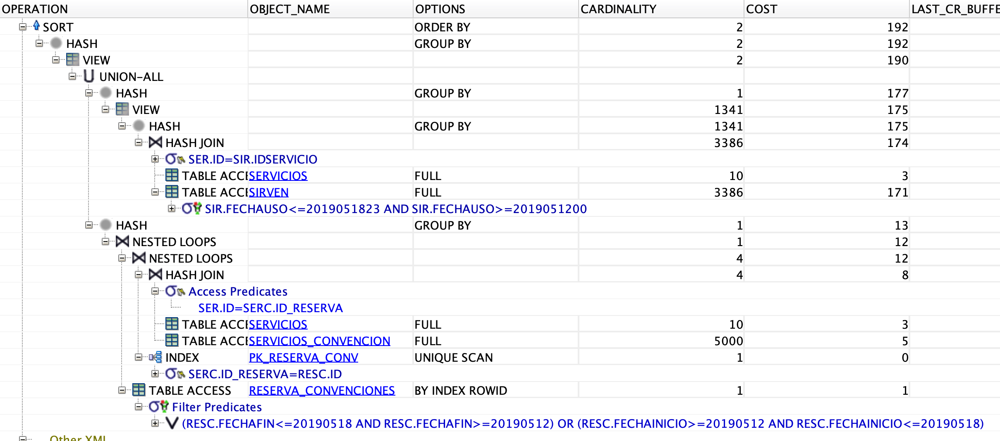 OPERATION OBJECT_NAME OPTIONS CARDINALITY COST LAST_CR_BUFFE
SORT ORDER BY 2 192
HASH GROUP BY 2 192
VIEW 2 190
UNION-ALL
HASH GROUP BY 1 177
VIEW 1341 175
HASH GROUP BY 1341 175
HASH JOIN 3386 174
SER.ID=SIR.IDSERVICIO
TABLE ACCE SERVICIOS FULL 10 3
TABLE ACCE SIRVEN FULL 3386 171
SIR.FECHAUSO<=2019051823 AND SIR.FECHAUSO>=2019051200
HASH GROUP BY 1 13
NESTED LOOPS 1 12
NESTED LOOPS 4 12
HASH JOIN 4 8
Access Predicates
SER.ID=SERC.ID_RESERVA
TABLE ACCE SERVICIOS FULL 10 3
TABLE ACCE SERVICIOS_CONVENCION FULL 5000 5
INDEX PK_RESERVA_CONV UNIQUE SCAN 1 0
SERC.ID_RESERVA=RESC.ID
TABLE ACCESS RESERVA_CONVENCIONES BY INDEX ROWID 1 1
Filter Predicates
(RESC.FECHAFIN<=20190518 AND RESC.FECHAFIN>=20190512) OR (RESC.FECHAINICIO>=20190512 AND RESC.FECHAINICIO<=20190518)
Other XML